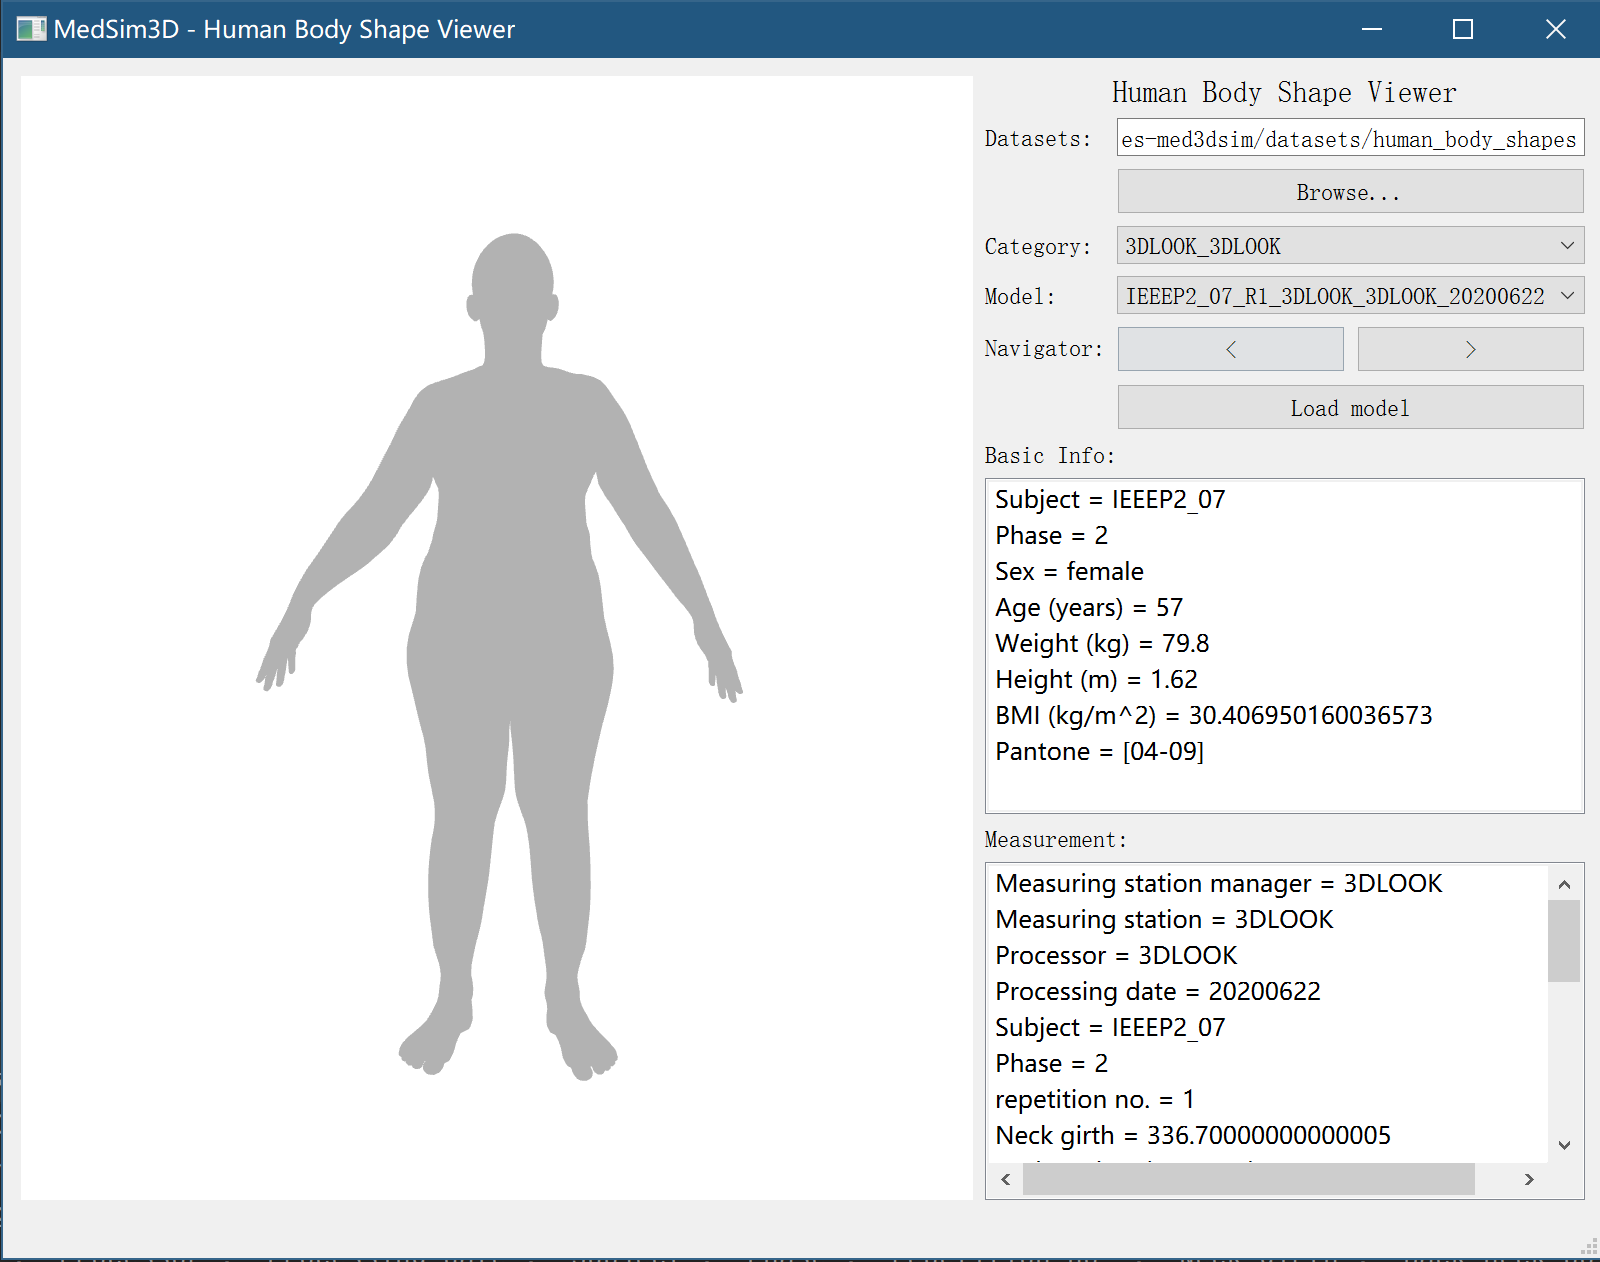 MedSim3D - Human Body Shape Viewer
Human Body Shape Viewer
Datasets: es-med3dsim/datasets/human_body_shapes
Browse...
Category: 3DLOOK_3DLOOK
Model: IEEEP2_07_R1_3DLOOK_3DLOOK_20200622
Navigator: < >
Load model
Basic Info:
Subject = IEEEP2_07
Phase = 2
Sex = female
Age (years) = 57
Weight (kg) = 79.8
Height (m) = 1.62
BMI (kg/m^2) = 30.406950160036573
Pantone = [04-09]
Measurement:
Measuring station manager = 3DLOOK
Measuring station = 3DLOOK
Processor = 3DLOOK
Processing date = 20200622
Subject = IEEEP2_07
Phase = 2
repetition no. = 1
Neck girth = 336.70000000000005